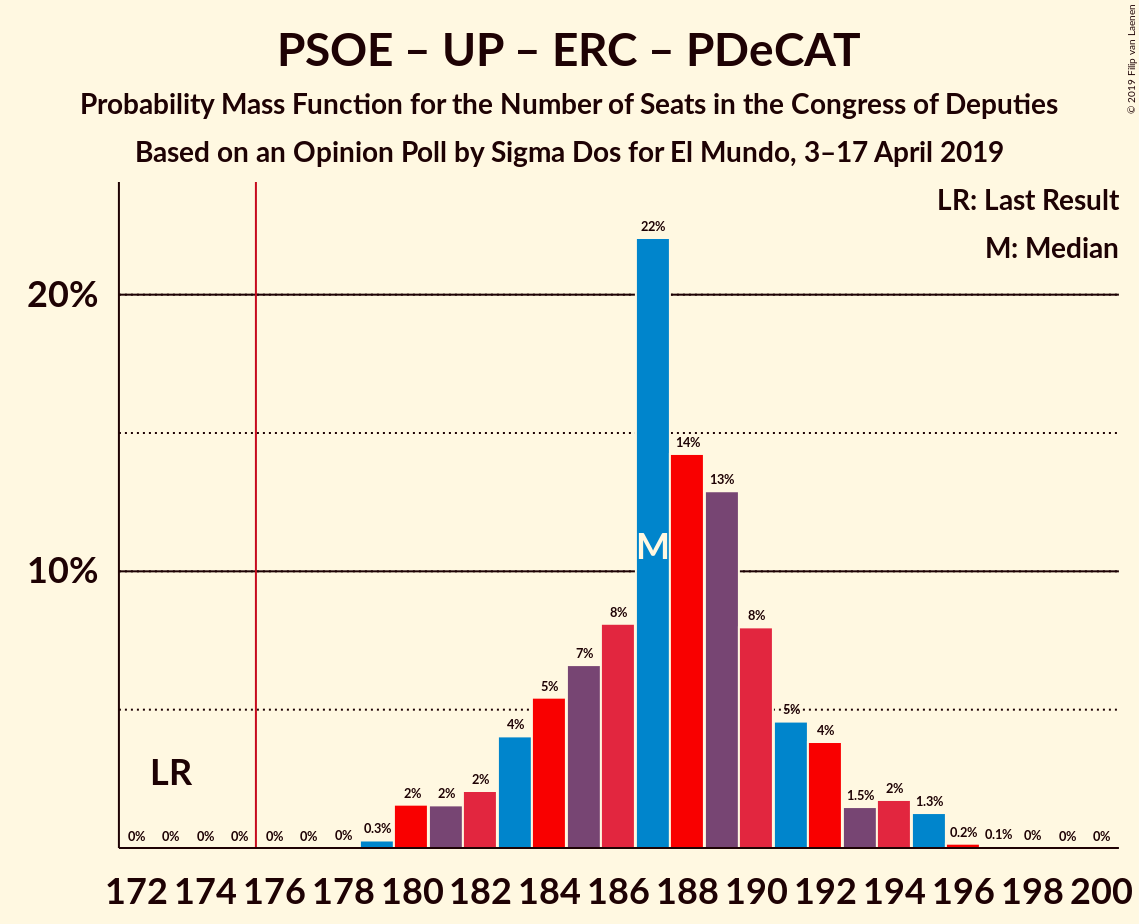 PSOE – UP – ERC – PDeCAT
Probability Mass Function for the Number of Seats in the Congress of Deputies
Based on an Opinion Poll by Sigma Dos for El Mundo, 3–17 April 2019
© 2019 Filip van Laenen
LR: Last Result
M: Median
20%
10%
LR
M
0% 0% 0% 0% 0% 0% 0% 0.3% 2% 2% 2% 4% 5% 7% 8% 22% 14% 13% 8% 5% 4% 1.5% 2% 1.3% 0.2% 0.1% 0% 0% 0%
172 174 176 178 180 182 184 186 188 190 192 194 196 198 200